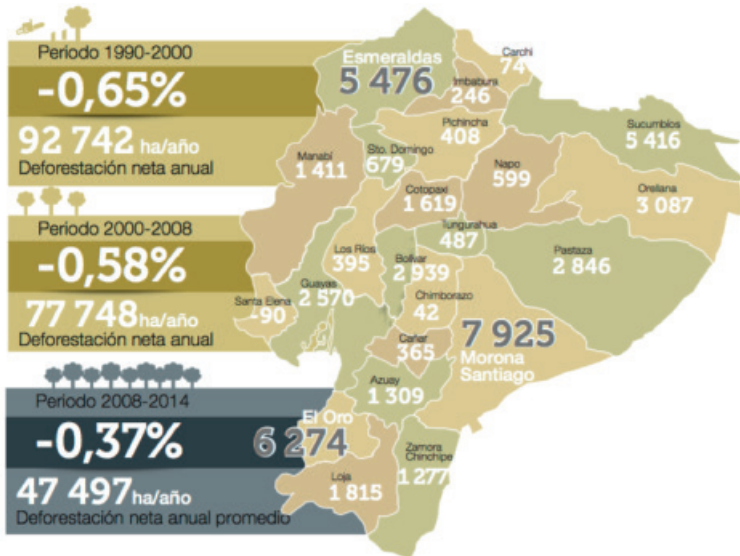 Periodo 1990-2000
-0,65%
92 742 ha/año
Deforestación neta anual
Periodo 2000-2008
-0,58%
77 748 ha/año
Deforestación neta anual
Periodo 2008-2014
-0,37%
47 497 ha/año
Deforestación neta anual promedio
Esmeraldas
5 476
Carchi
74
Imbabura
246
Pichincha
408
Sucumbíos
5 416
Manabí
1 411
Sto. Domingo
679
Napo
599
Orellana
3 087
Cotopaxi
1 619
Tungurahua
487
Los Ríos
395
Bolívar
2 939
Pastaza
2 846
Guayas
2 570
Santa Elena
-90
Chimborazo
42
7 925
Morona
Santiago
Cañar
365
Azuay
1 309
El Oro
6 274
Zamora
Chinchipe
1 277
Loja
1 815